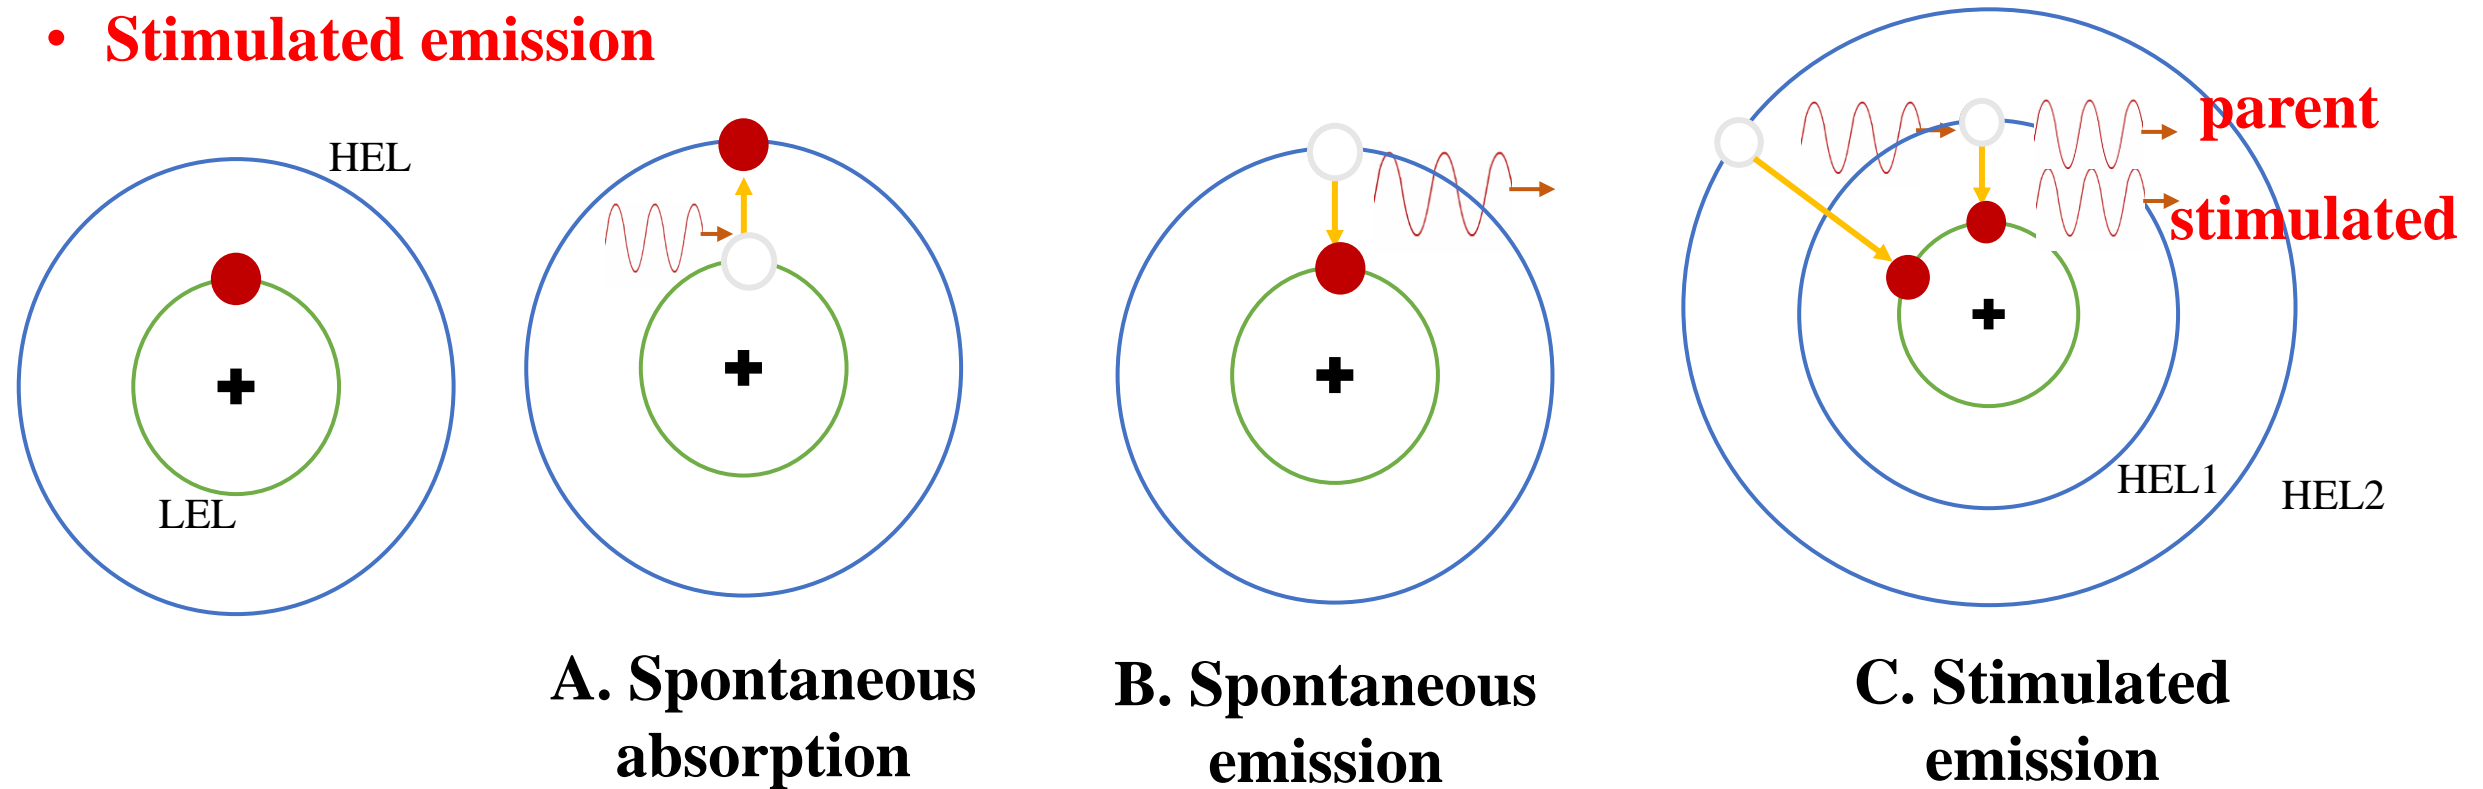 • Stimulated emission
HEL
LEL
A. Spontaneous
absorption
B. Spontaneous
emission
parent
stimulated
HEL1
HEL2
C. Stimulated
emission